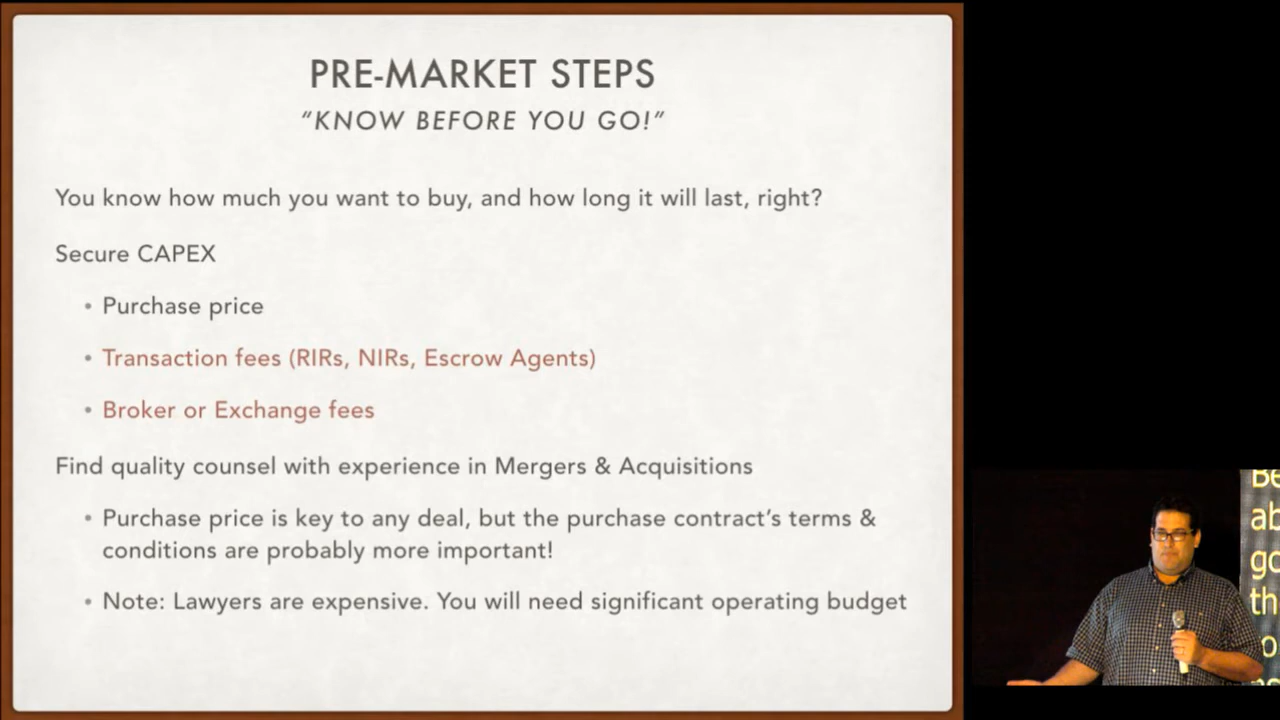 PRE-MARKET STEPS
“KNOW BEFORE YOU GO!”
You know how much you want to buy, and how long it will last, right?
Secure CAPEX
• Purchase price
• Transaction fees (RIRs, NIRs, Escrow Agents)
• Broker or Exchange fees
Find quality counsel with experience in Mergers & Acquisitions
• Purchase price is key to any deal, but the purchase contract’s terms &
conditions are probably more important!
• Note: Lawyers are expensive. You will need significant operating budget